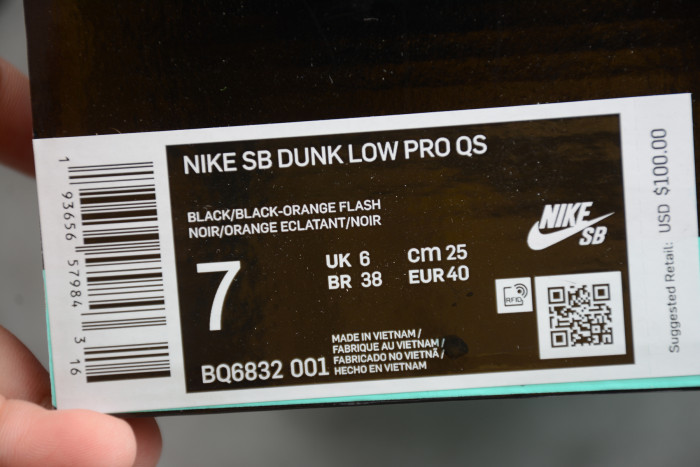 NIKE SB DUNK LOW PRO QS
BLACK/BLACK-ORANGE FLASH
NOIR/ORANGE ECLATANT/NOIR
7
UK 6 cm 25
BR 38 EUR 40
BQ6832 001
MADE IN VIETNAM /
FABRIQUE AU VIETNAM /
FABRICADO NO VIETNÃ /
HECHO EN VIETNAM
NIKE
SB
RFID
1 93656 57984 3 16
Suggested Retail: USD $100.00